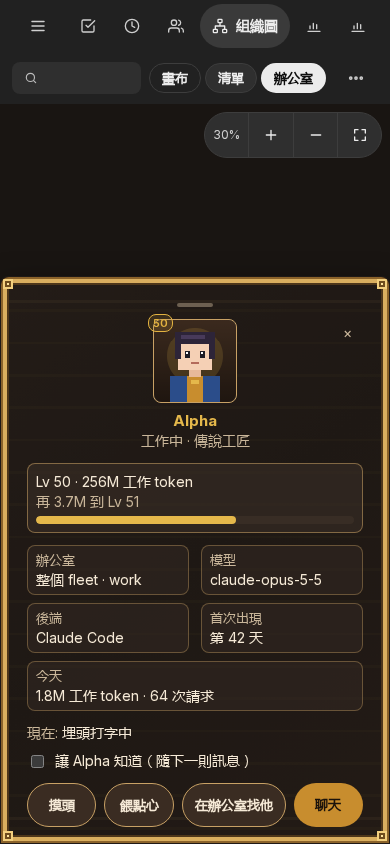 組織圖
畫布
清單
辦公室
30%
50
×
Alpha
工作中 · 傳說工匠
Lv 50 · 256M 工作 token
再 3.7M 到 Lv 51
辦公室
整個 fleet · work
模型
claude-opus-5-5
後端
Claude Code
首次出現
第 42 天
今天
1.8M 工作 token · 64 次請求
現在: 埋頭打字中
讓 Alpha 知道（隨下一則訊息）
摸頭
餵點心
在辦公室找他
聊天